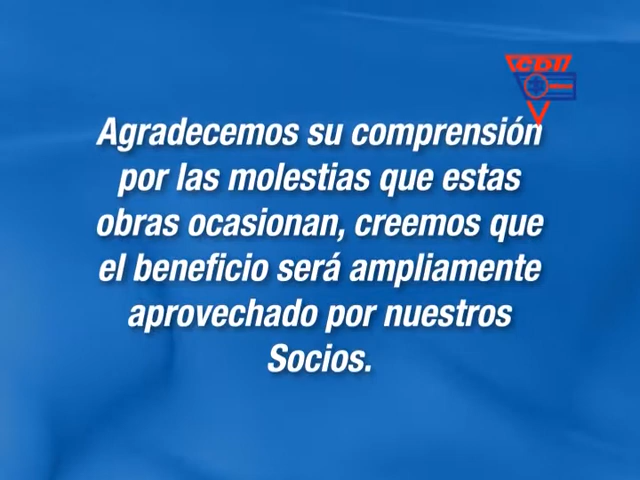 CDI
Agradecemos su comprensión
por las molestias que estas
obras ocasionan, creemos que
el beneficio será ampliamente
aprovechado por nuestros
Socios.